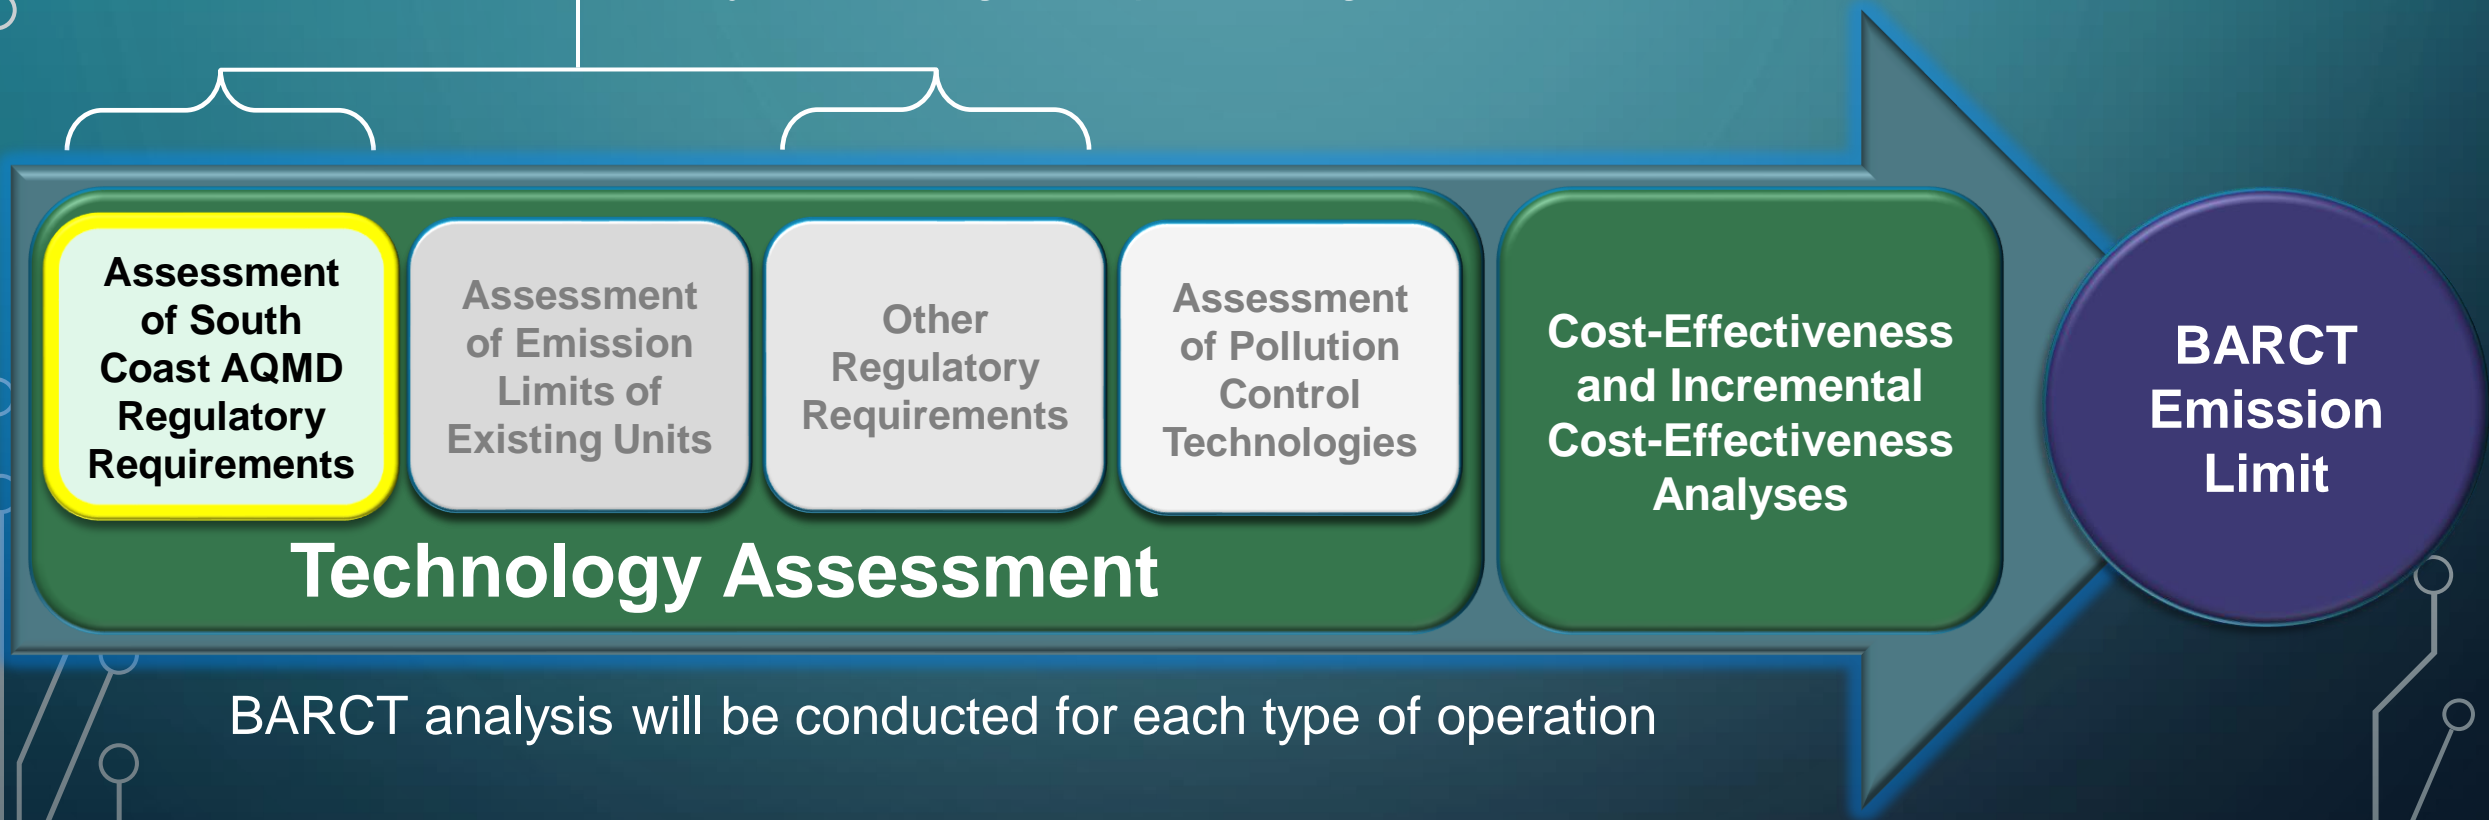 Assessment
of South
Coast AQMD
Regulatory
Requirements
Assessment
of Emission
Limits of
Existing Units
Other
Regulatory
Requirements
Assessment
of Pollution
Control
Technologies
Technology Assessment
Cost-Effectiveness
and Incremental
Cost-Effectiveness
Analyses
BARCT
Emission
Limit
BARCT analysis will be conducted for each type of operation